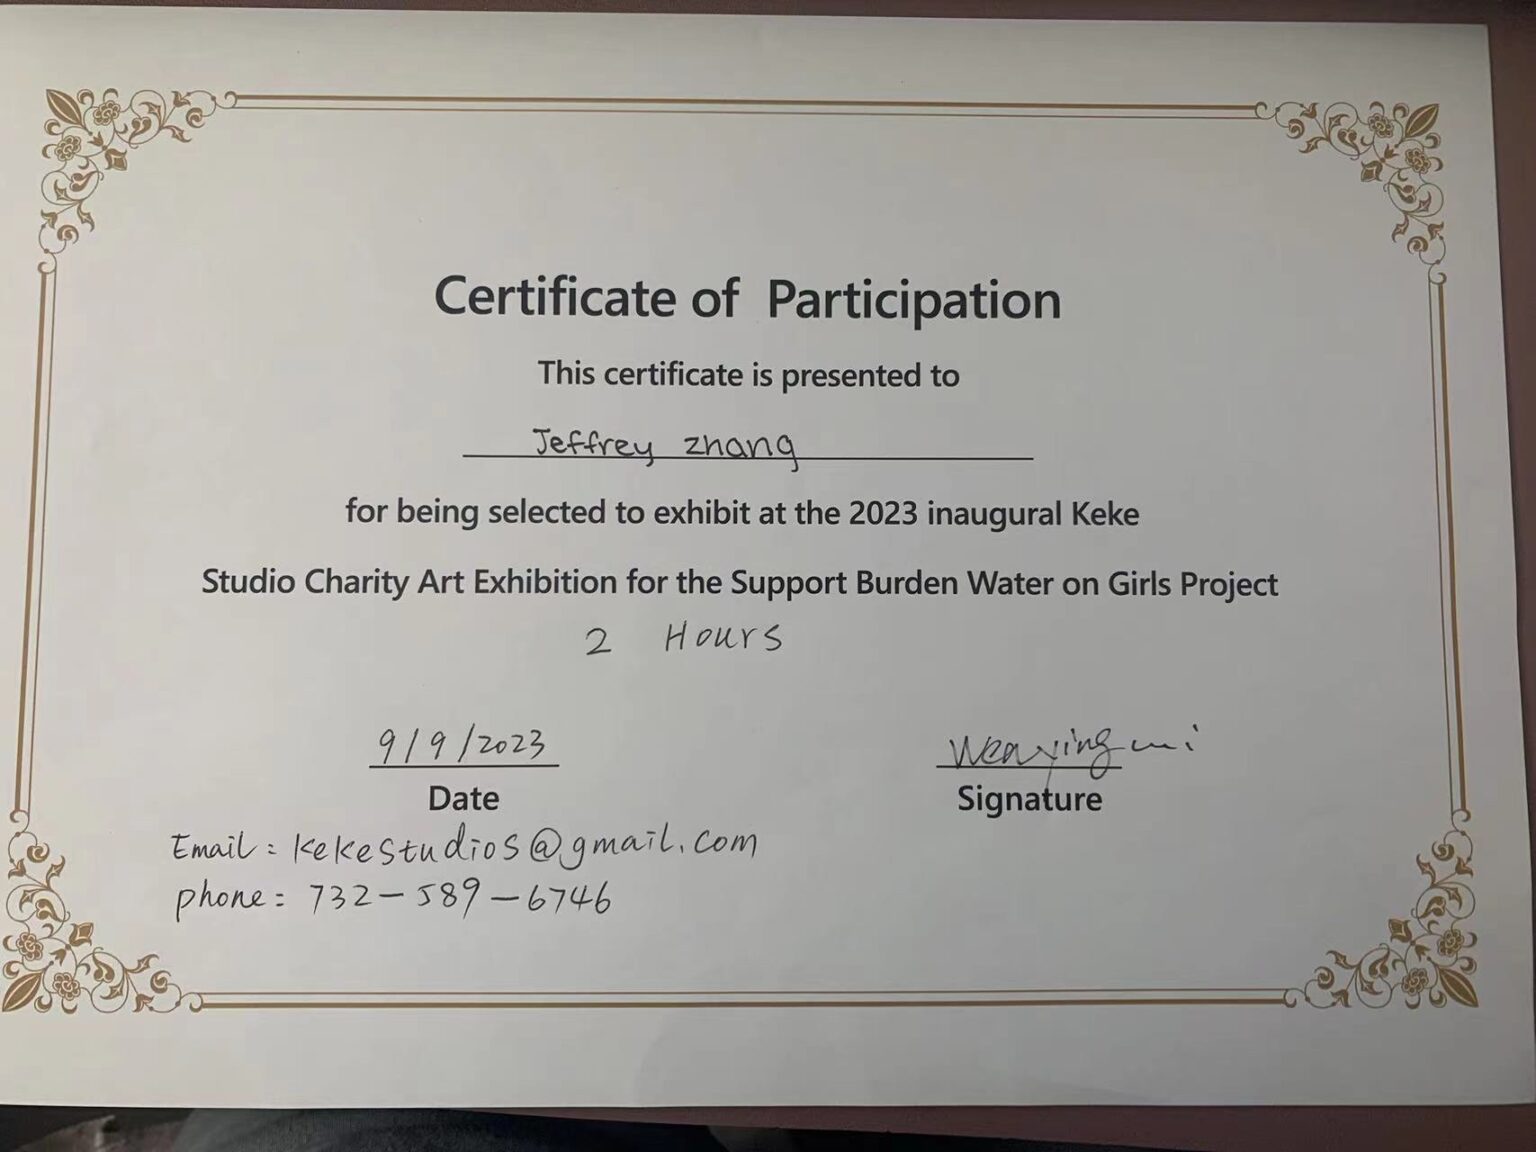 Certificate of Participation
This certificate is presented to
Jeffrey Zhang
for being selected to exhibit at the 2023 inaugural Keke
Studio Charity Art Exhibition for the Support Burden Water on Girls Project
2 Hours
9/9/2023
Date
Signature
Email: kekestudios@gmail.com
phone: 732-589-6746